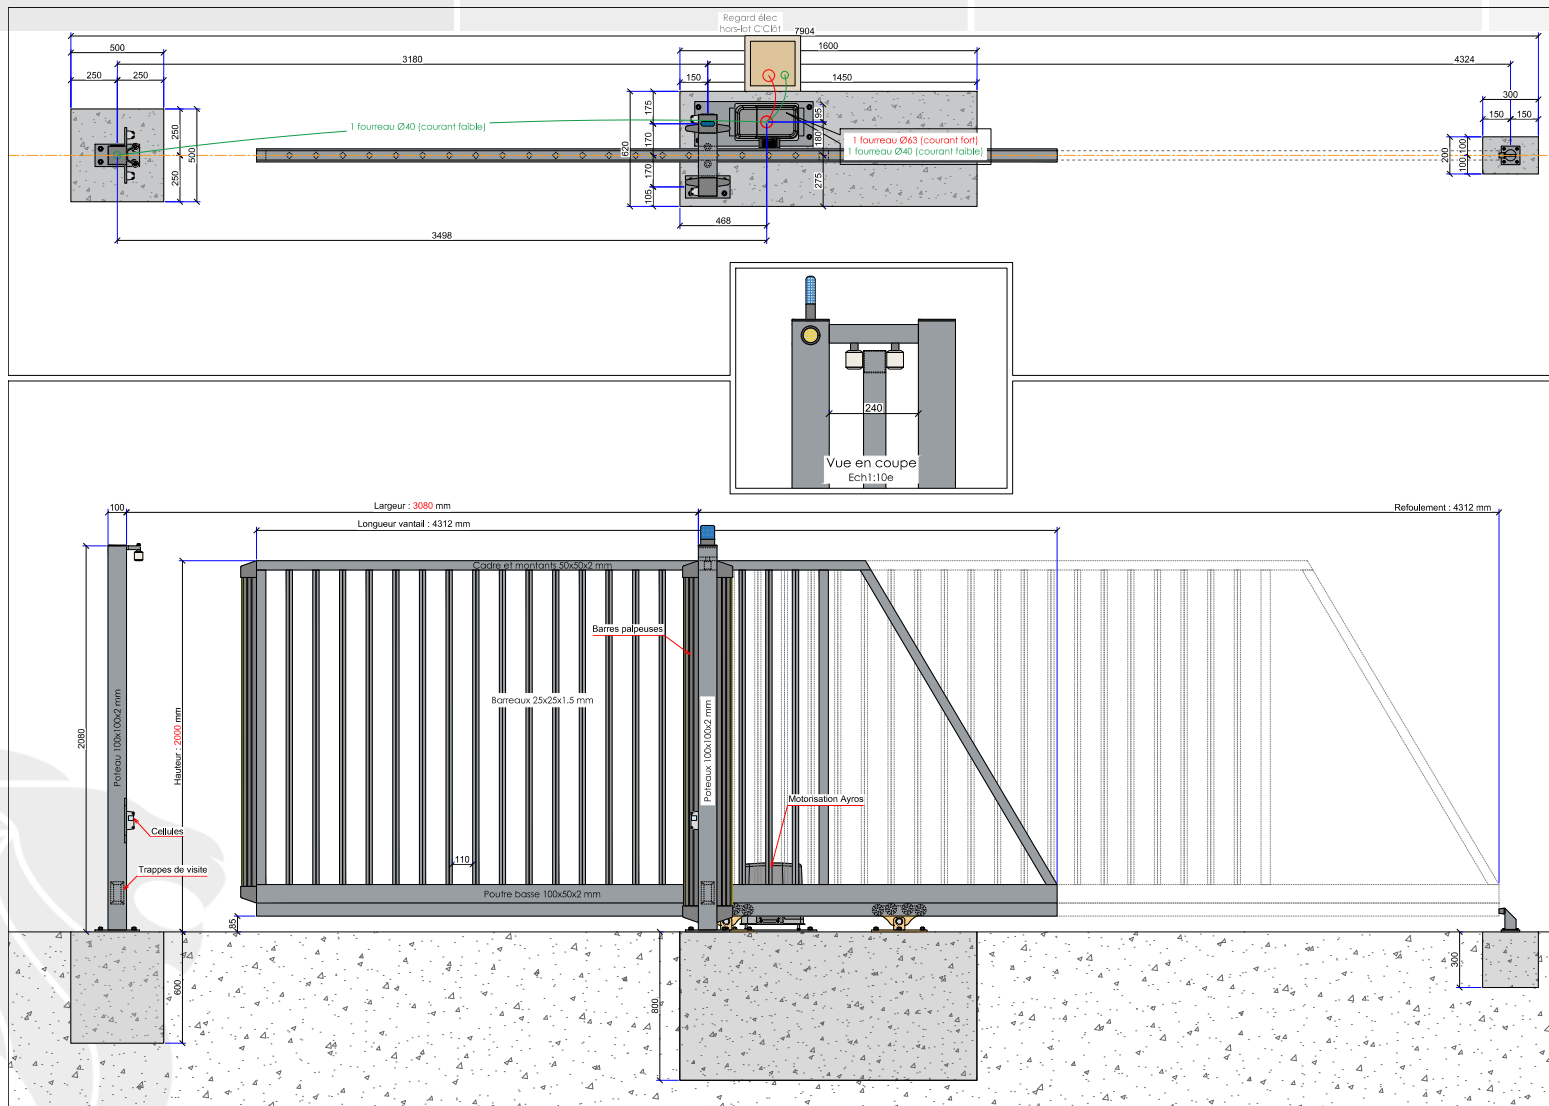 Regard élec
hors-lot C'Clôt
7904
500
1600
3180
4324
250
250
150
1450
300
150
150
175
95
1 fourreau Ø40 (courant faible)
250
500
250
620
170
170
105
180
275
1 fourreau Ø63 (courant fort)
1 fourreau Ø40 (courant faible)
200
100
100
468
3498
240
Vue en coupe
Ech1:10e
100
Largeur : 3080 mm
Refoulement : 4312 mm
Longueur vantail : 4312 mm
Cadre et montants 50x50x2 mm
Barres palpeuses
Barreaux 25x25x1.5 mm
Poteau 100x100x2 mm
Poteaux 100x100x2 mm
2080
Hauteur : 2000 mm
Motorisation Ayros
Cellules
110
Trappes de visite
Poutre basse 100x50x2 mm
85
600
800
300